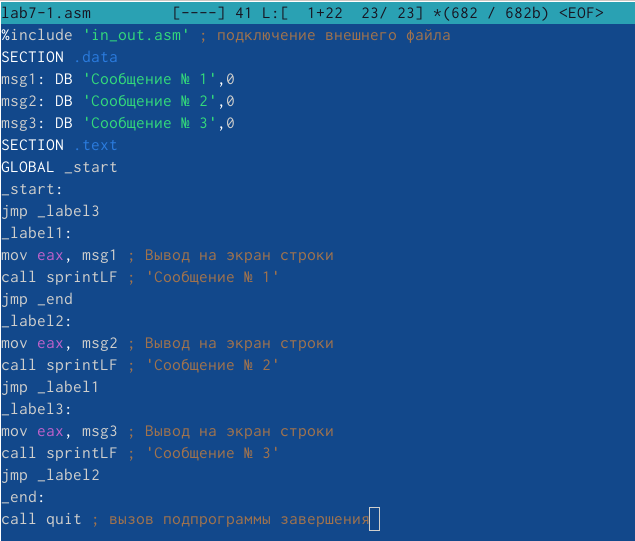 lab7-1.asm [----] 41 L:[ 1+22 23/ 23] *(682 / 682b) <EOF>
%include 'in_out.asm' ; подключение внешнего файла
SECTION .data
msg1: DB 'Сообщение № 1',0
msg2: DB 'Сообщение № 2',0
msg3: DB 'Сообщение № 3',0
SECTION .text
GLOBAL _start
_start:
jmp _label3
_label1:
mov eax, msg1 ; Вывод на экран строки
call sprintLF ; 'Сообщение № 1'
jmp _end
_label2:
mov eax, msg2 ; Вывод на экран строки
call sprintLF ; 'Сообщение № 2'
jmp _label1
_label3:
mov eax, msg3 ; Вывод на экран строки
call sprintLF ; 'Сообщение № 3'
jmp _label2
_end:
call quit ; вызов подпрограммы завершения